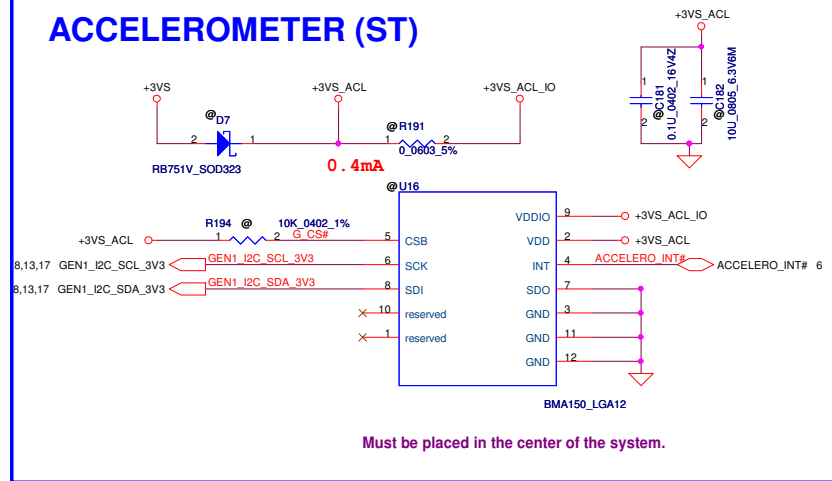 ACCELEROMETER (ST)
+3VS
+3VS_ACL
+3VS_ACL_IO
@
D7
2
1
RB751V_SOD323
@
R191
1
2
0_0603_5%
0.4mA
+3VS_ACL
1
2
@
C181
0.1U_0402_16V4Z
1
2
@
C182
10U_0805_6.3V6M
@
U16
+3VS_ACL
R194
@
10K_0402_1%
1
2
G_CS#
5
CSB
8,13,17 GEN1_I2C_SCL_3V3
GEN1_I2C_SCL_3V3
6
SCK
8,13,17 GEN1_I2C_SDA_3V3
GEN1_I2C_SDA_3V3
8
SDI
10
reserved
1
reserved
VDDIO
9
+3VS_ACL_IO
VDD
2
+3VS_ACL
INT
4
ACCELERO_INT#
ACCELERO_INT# 6
SDO
7
GND
3
GND
11
GND
12
BMA150_LGA12
Must be placed in the center of the system.